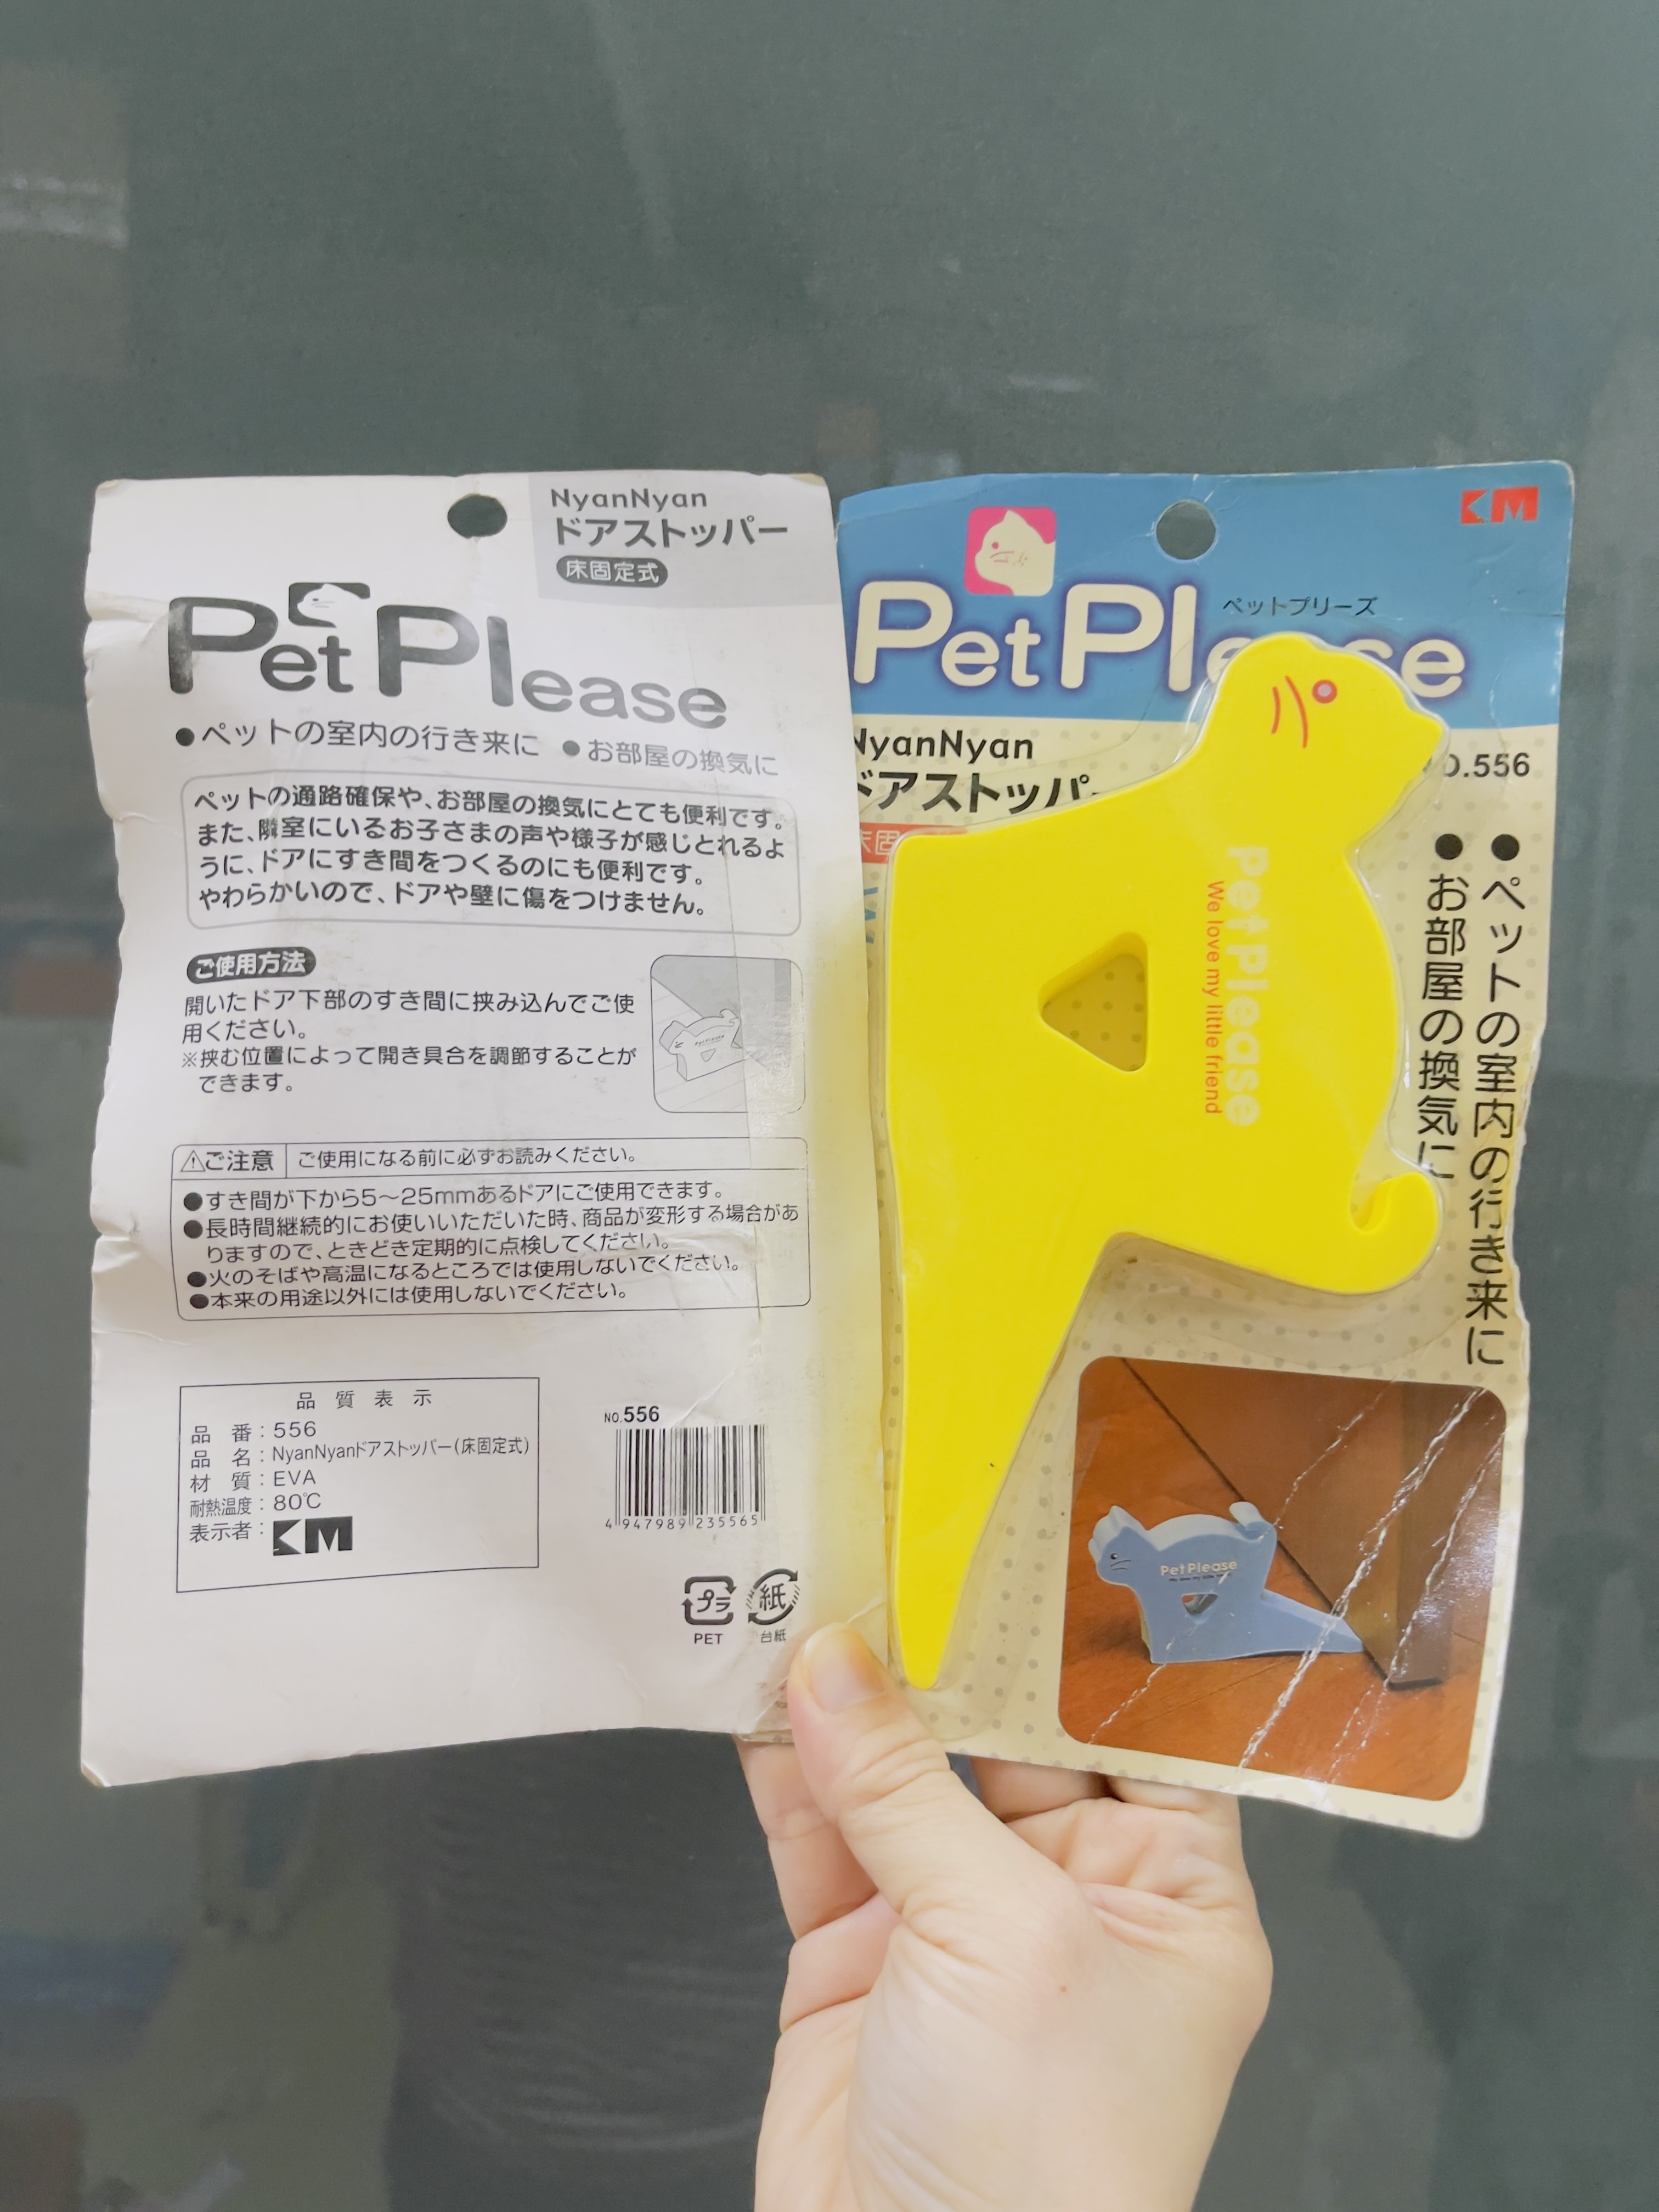 NyanNyan
ドアストッパー
床固定式
PetPlease
●ペットの室内の行き来に ●お部屋の換気に
ペットの通路確保や、お部屋の換気にとても便利です。
また、隣室にいるお子さまの声や様子が感じとれるよ
うに、ドアにすき間をつくるのにも便利です。
やわらかいので、ドアや壁に傷をつけません。
ご使用方法
開いたドア下部のすき間に挟み込んでご使
用ください。
※挟む位置によって開き具合を調節することが
できます。
PetPlease
⚠ご注意 ご使用になる前に必ずお読みください。
●すき間が下から5～25mmあるドアにご使用できます。
●長時間継続的にお使いいただいた時、商品が変形する場合があ
りますので、ときどき定期的に点検してください。
●火のそばや高温になるところでは使用しないでください。
●本来の用途以外には使用しないでください。
品質表示
品番：556
品名：NyanNyanドアストッパー（床固定式）
材質：EVA
耐熱温度：80℃
表示者：KM
NO.556
4 947989 235565
プラ
PET
紙
台紙
KM
ペットプリーズ
PetPlease
NyanNyan
ドアストッパー
.556
●ペットの室内の行き来に
●お部屋の換気に
PetPlease
We love my little friend
PetPlease